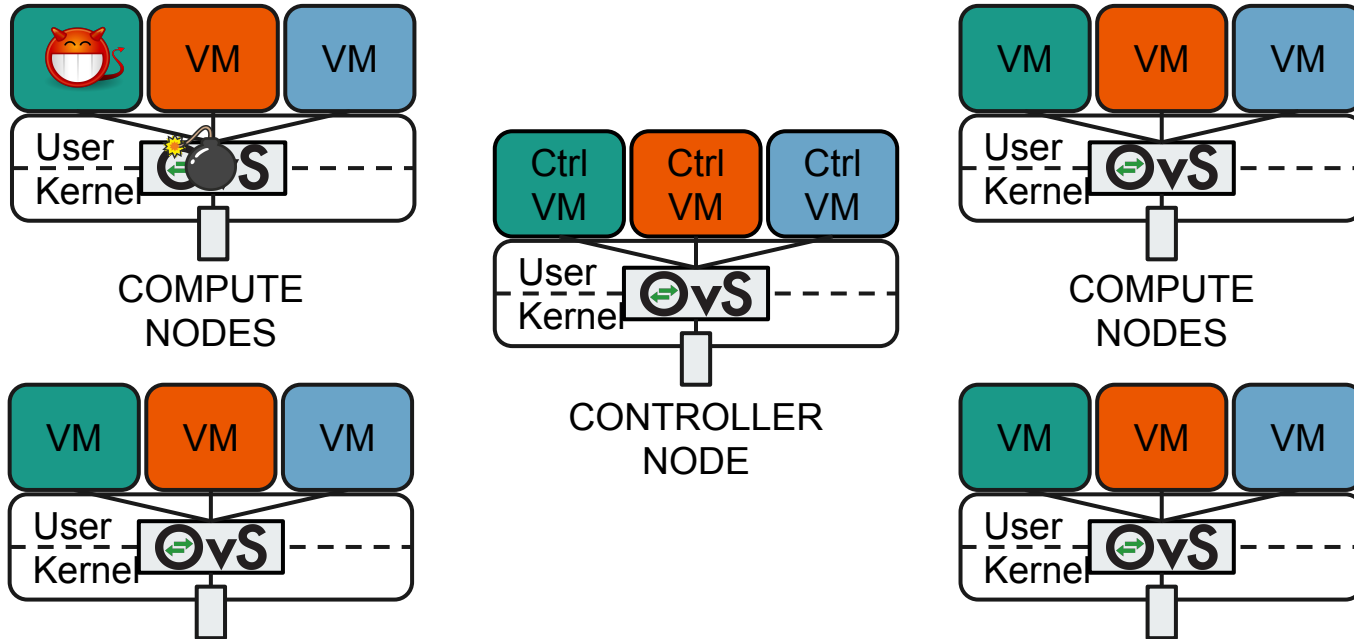 VM VM
User
Kernel
COMPUTE
NODES
Ctrl Ctrl Ctrl
VM VM VM
User
Kernel
OvS
CONTROLLER
NODE
VM VM VM
User
OvS
Kernel
COMPUTE
NODES
VM VM VM
User
OvS
Kernel
VM VM VM
User
OvS
Kernel